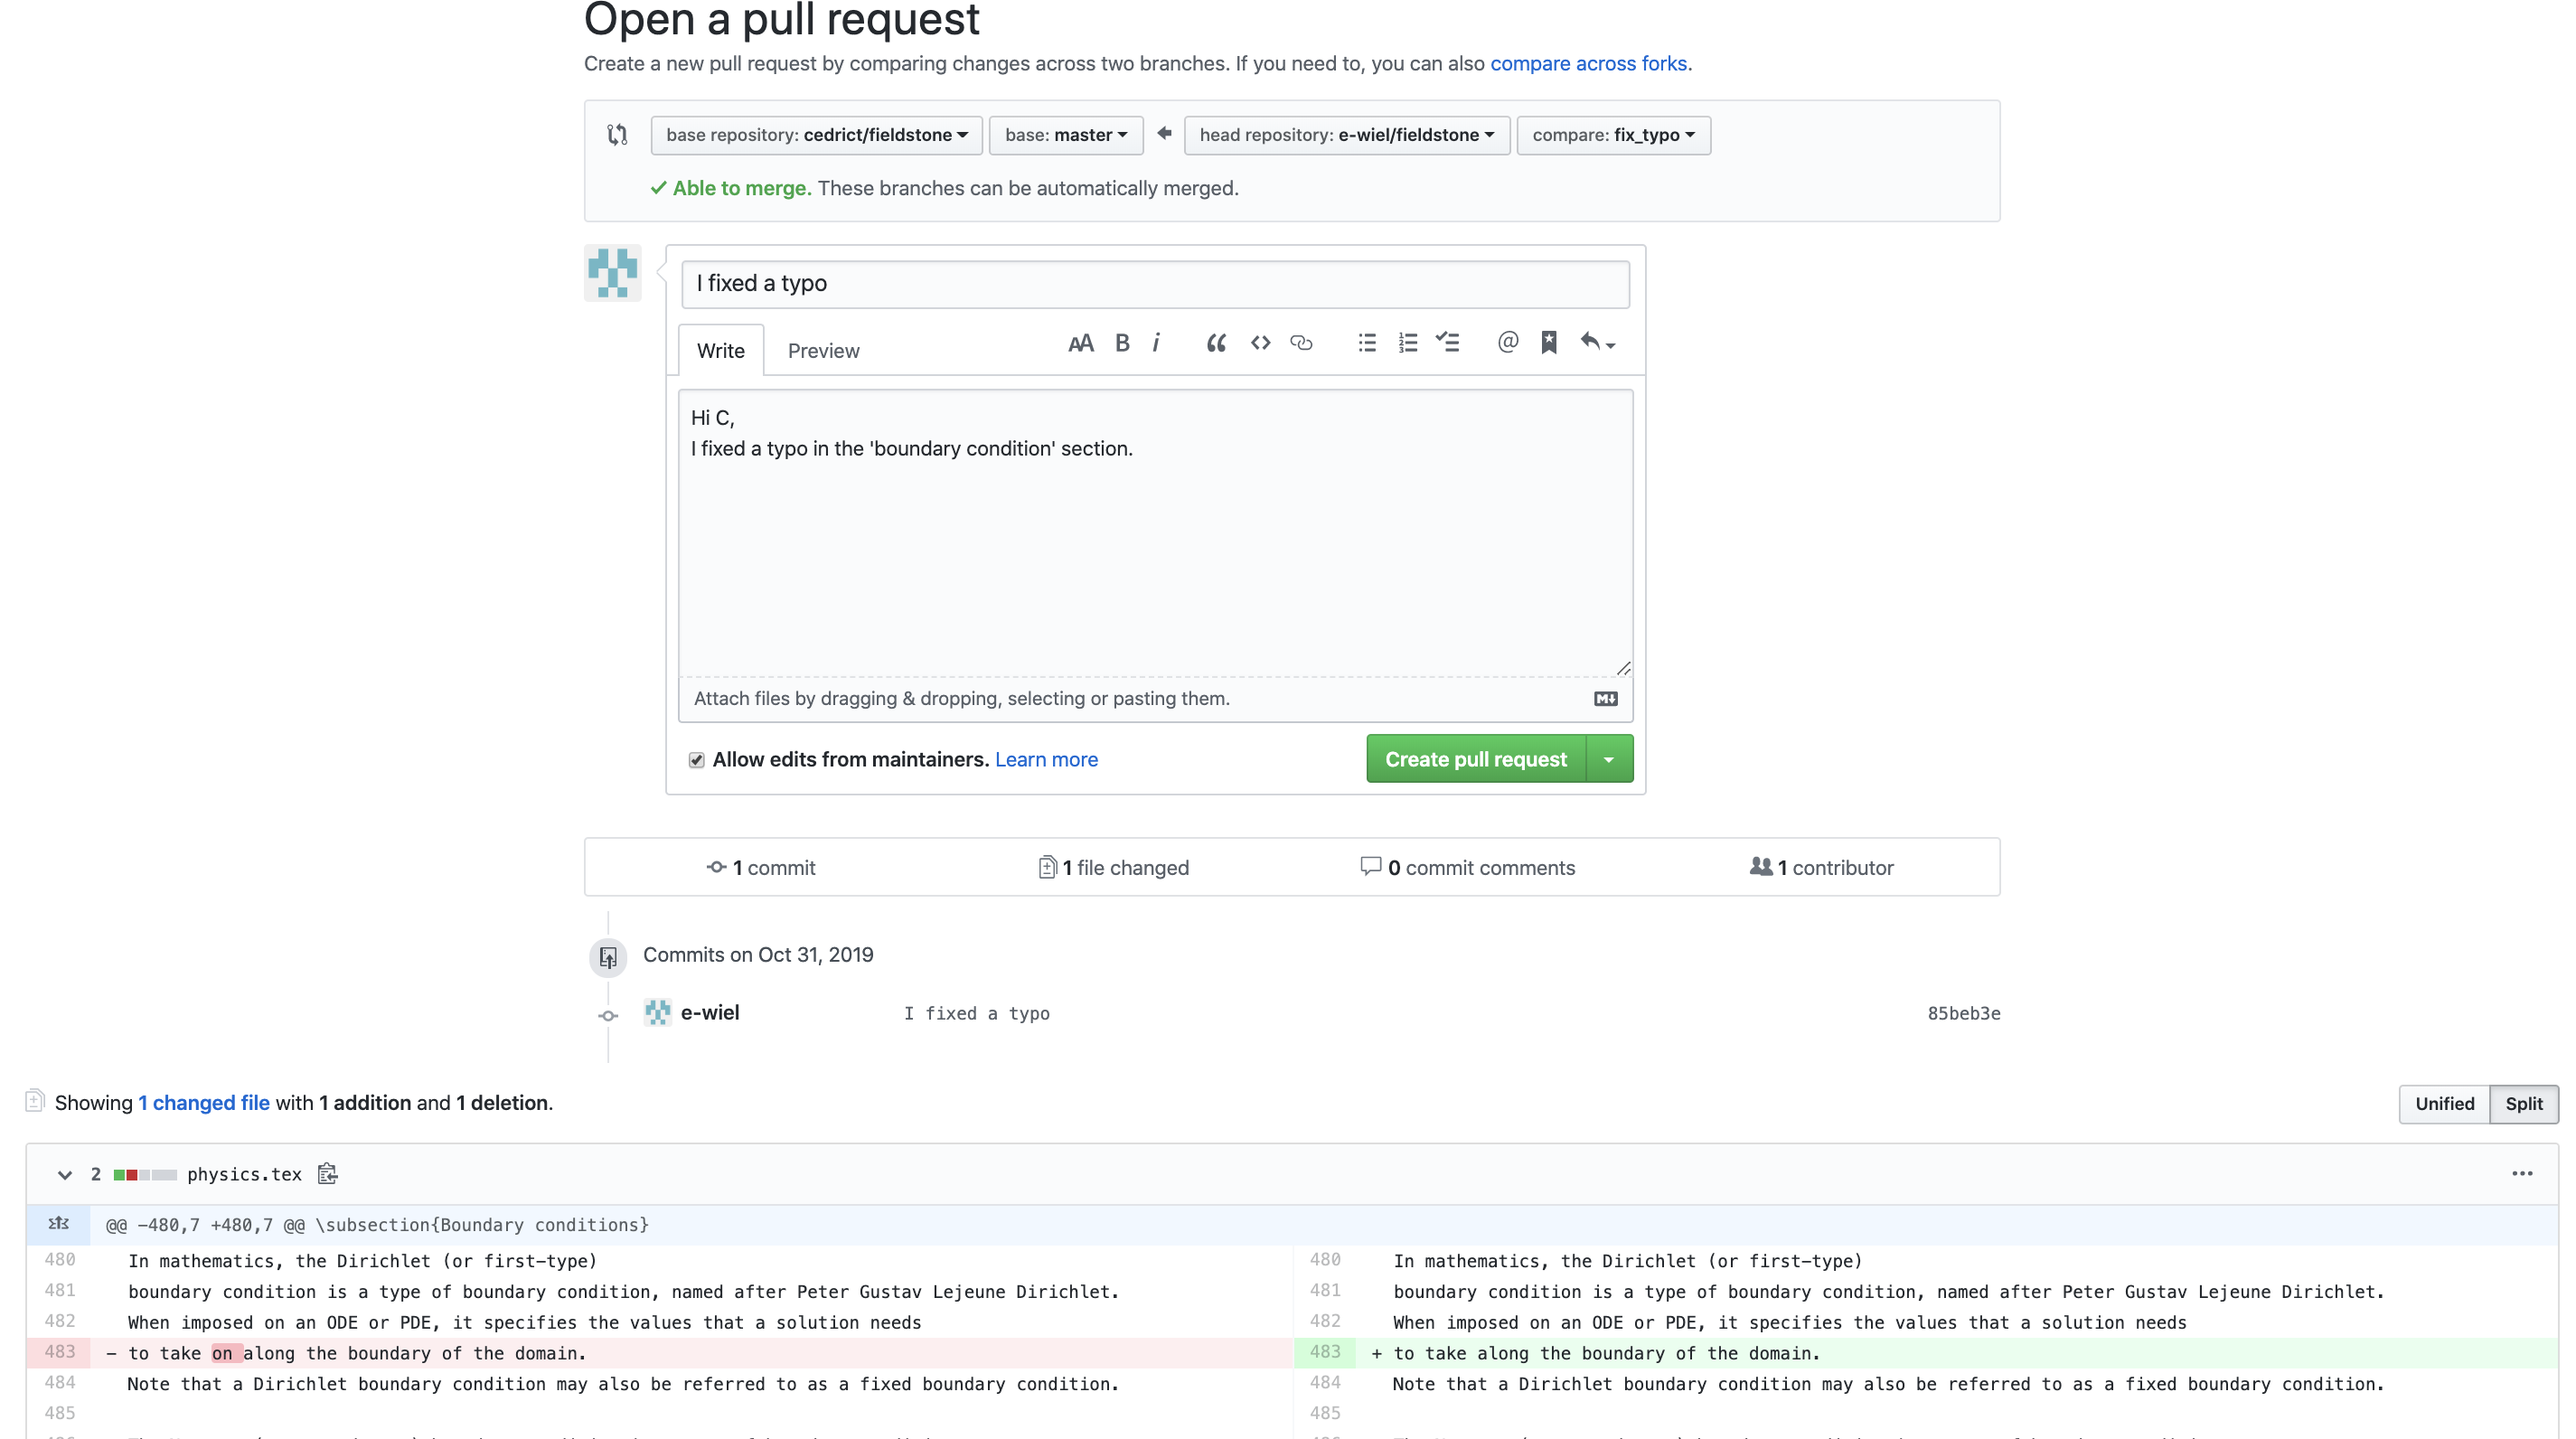 Open a pull request
Create a new pull request by comparing changes across two branches. If you need to, you can also compare across forks.
base repository: cedrict/fieldstone base: master head repository: e-wiel/fieldstone compare: fix_typo
Able to merge. These branches can be automatically merged.
I fixed a typo
Write Preview
Hi C,
I fixed a typo in the 'boundary condition' section.
Attach files by dragging & dropping, selecting or pasting them.
Allow edits from maintainers. Learn more Create pull request
1 commit 1 file changed 0 commit comments 1 contributor
Commits on Oct 31, 2019
e-wiel I fixed a typo 85beb3e
Showing 1 changed file with 1 addition and 1 deletion. Unified Split
2 physics.tex
@@ -480,7 +480,7 @@ \subsection{Boundary conditions}
480 In mathematics, the Dirichlet (or first-type) 480 In mathematics, the Dirichlet (or first-type)
481 boundary condition is a type of boundary condition, named after Peter Gustav Lejeune Dirichlet. 481 boundary condition is a type of boundary condition, named after Peter Gustav Lejeune Dirichlet.
482 When imposed on an ODE or PDE, it specifies the values that a solution needs 482 When imposed on an ODE or PDE, it specifies the values that a solution needs
483 - to take on along the boundary of the domain. 483 + to take along the boundary of the domain.
484 Note that a Dirichlet boundary condition may also be referred to as a fixed boundary condition. 484 Note that a Dirichlet boundary condition may also be referred to as a fixed boundary condition.
485 485